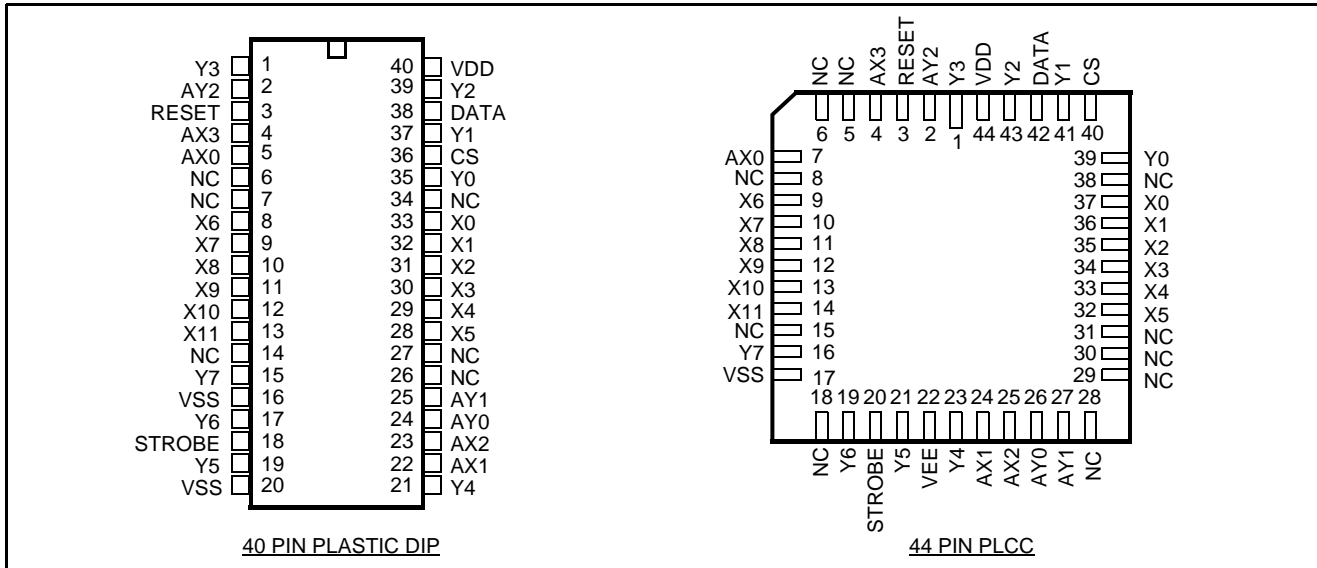 Y3 1 40 VDD
AY2 2 39 Y2
RESET 3 38 DATA
AX3 4 37 Y1
AX0 5 36 CS
NC 6 35 Y0
NC 7 34 NC
X6 8 33 X0
X7 9 32 X1
X8 10 31 X2
X9 11 30 X3
X10 12 29 X4
X11 13 28 X5
NC 14 27 NC
Y7 15 26 NC
VSS 16 25 AY1
Y6 17 24 AY0
STROBE 18 23 AX2
Y5 19 22 AX1
VSS 20 21 Y4
40 PIN PLASTIC DIP
NC NC AX3 RESET AY2 Y3 VDD Y2 DATA Y1 CS
6 5 4 3 2 1 44 43 42 41 40
AX0 7 39 Y0
NC 8 38 NC
X6 9 37 X0
X7 10 36 X1
X8 11 35 X2
X9 12 34 X3
X10 13 33 X4
X11 14 32 X5
NC 15 31 NC
Y7 16 30 NC
VSS 17 29 NC
18 19 20 21 22 23 24 25 26 27 28
NC Y6 STROBE Y5 VEE Y4 AX1 AX2 AY0 AY1 NC
44 PIN PLCC